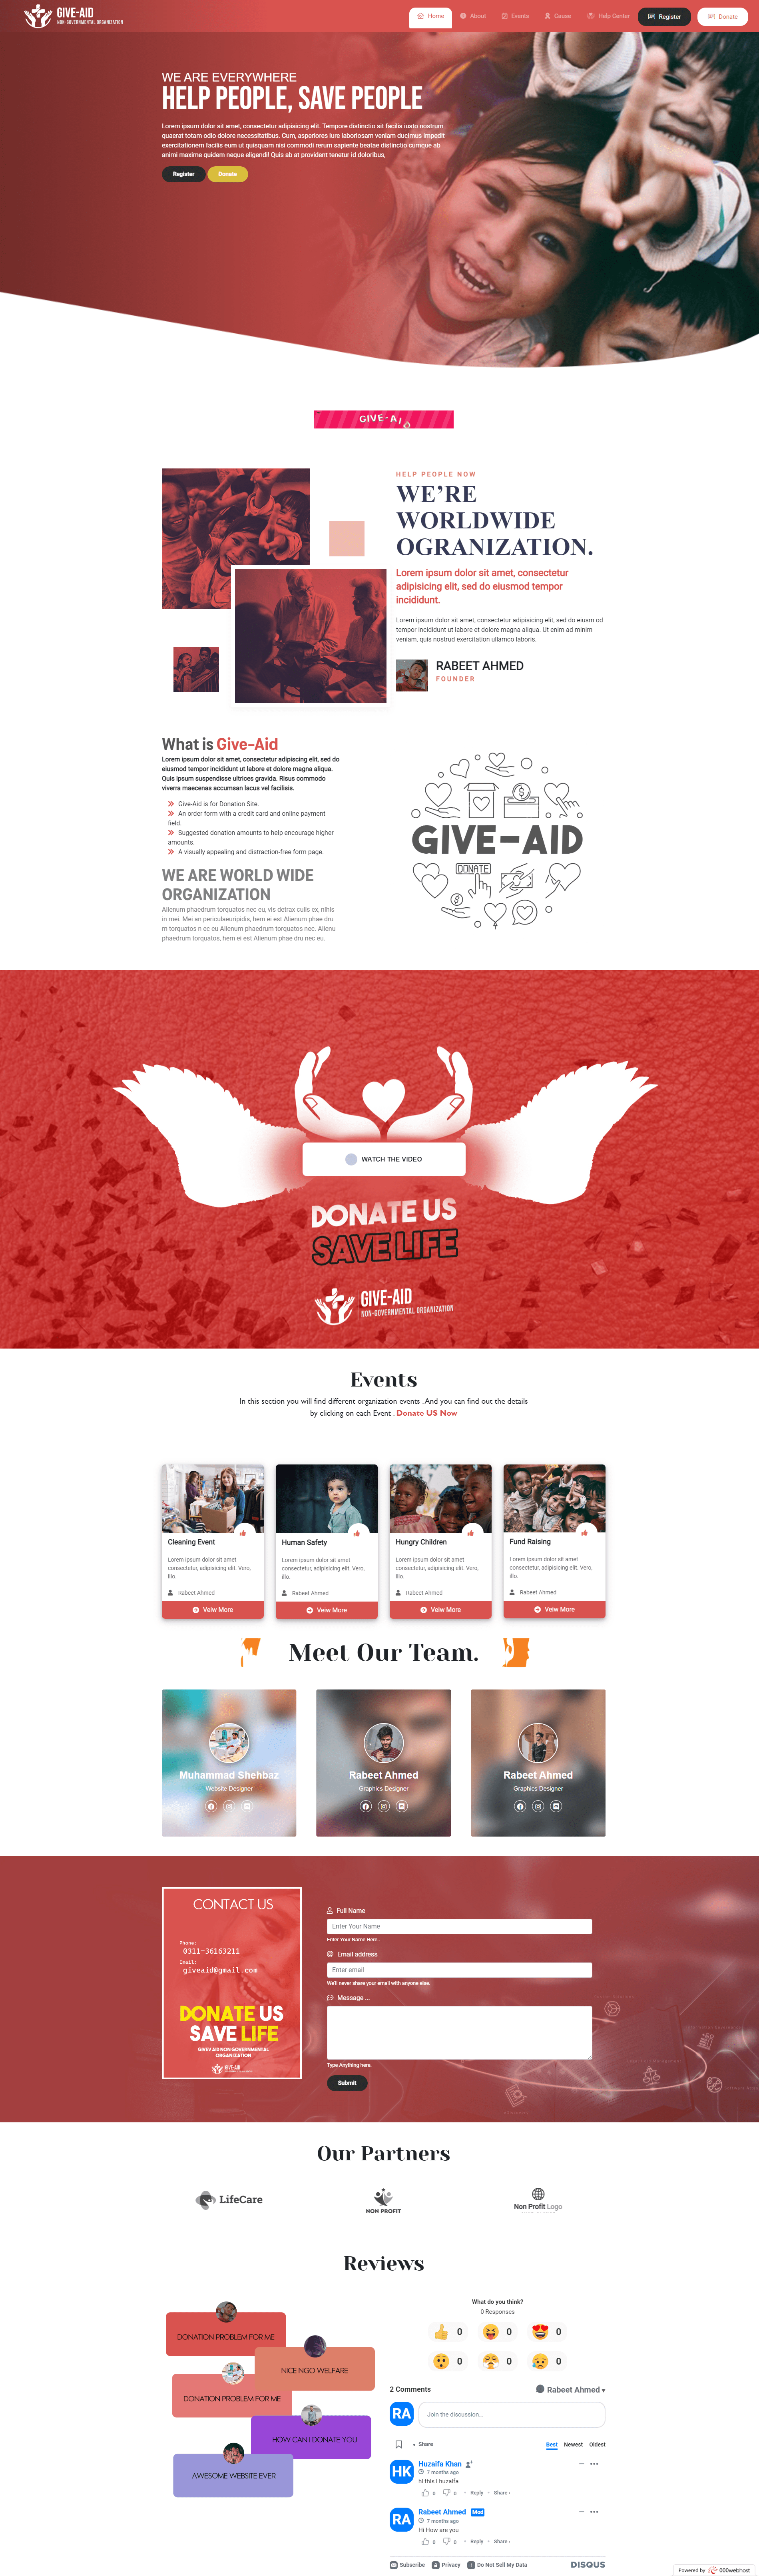 GIVE-AID
NON-GOVERNMENTAL ORGANIZATION
Home
About
Events
Cause
Help Center
Register
Donate
WE ARE EVERYWHERE
HELP PEOPLE, SAVE PEOPLE
Lorem ipsum dolor sit amet, consectetur adipisicing elit. Tempore distinctio sit facilis iusto nostrum
quaerat totam odio dolore necessitatibus. Cum, asperiores iure laboriosam veniam ducimus impedit
exercitationem facilis eum ut quisquam nisi commodi rerum sapiente beatae distinctio cumque ab
animi maxime quidem neque eligendi! Quis ab at provident tenetur id doloribus,
Register
Donate
GIVE-AI
HELP PEOPLE NOW
WE'RE
WORLDWIDE
OGRANIZATION.
Lorem ipsum dolor sit amet, consectetur
adipisicing elit, sed do eiusmod tempor
incididunt.
Lorem ipsum dolor sit amet, consectetur adipisicing elit, sed do eiusm od
tempor incididunt ut labore et dolore magna aliqua. Ut enim ad minim
veniam, quis nostrud exercitation ullamco laboris.
RABEET AHMED
FOUNDER
What is Give-Aid
Lorem ipsum dolor sit amet, consectetur adipiscing elit, sed do
eiusmod tempor incididunt ut labore et dolore magna aliqua.
Quis ipsum suspendisse ultrices gravida. Risus commodo
viverra maecenas accumsan lacus vel facilisis.
Give-Aid is for Donation Site.
An order form with a credit card and online payment
field.
Suggested donation amounts to help encourage higher
amounts.
A visually appealing and distraction-free form page.
WE ARE WORLD WIDE
ORGANIZATION
Alienum phaedrum torquatos nec eu, vis detrax culis ex, nihis
in mei. Mei an periculaeuripidis, hem ei est Alienum phae dru
m torquatos n ec eu Alienum phaedrum torquatos nec. Alienu
phaedrum torquatos, hem ei est Alienum phae dru nec eu.
GIVE-AID
DONATE
WATCH THE VIDEO
DONATE US
SAVE LIFE
GIVE-AID
NON-GOVERNMENTAL ORGANIZATION
Events
In this section you will find different organization events .And you can find out the details
by clicking on each Event . Donate US Now
Cleaning Event
Lorem ipsum dolor sit amet
consectetur, adipisicing elit. Vero,
illo.
Rabeet Ahmed
Veiw More
Human Safety
Lorem ipsum dolor sit amet
consectetur, adipisicing elit. Vero,
illo.
Rabeet Ahmed
Veiw More
Hungry Children
Lorem ipsum dolor sit amet
consectetur, adipisicing elit. Vero,
illo.
Rabeet Ahmed
Veiw More
Fund Raising
Lorem ipsum dolor sit amet
consectetur, adipisicing elit. Vero,
illo.
Rabeet Ahmed
Veiw More
Meet Our Team.
Muhammad Shehbaz
Website Designer
Rabeet Ahmed
Graphics Designer
Rabeet Ahmed
Graphics Designer
CONTACT US
Phone:
0311-36163211
Email:
giveaid@gmail.com
DONATE US
SAVE LIFE
GIVEV AID NON GOVERNMENT
ORGANIZATION
GIVE-AID
Full Name
Enter Your Name
Enter Your Name Here..
Email address
Enter email
We'll never share your email with anyone else.
Message ...
Type Anything here.
Submit
Our Partners
LifeCare
NON PROFIT
Non Profit Logo
Reviews
DONATION PROBLEM FOR ME
NICE NGO WELFARE
DONATION PROBLEM FOR ME
HOW CAN I DONATE YOU
AWESOME WEBSITE EVER
What do you think?
0 Responses
0
0
0
0
0
0
2 Comments
Rabeet Ahmed
RA
Join the discussion...
Share
Best
Newest
Oldest
HK
Huzaifa Khan
7 months ago
hi this i huzaifa
0
0
Reply
Share ›
RA
Rabeet Ahmed
Mod
7 months ago
Hi How are you
0
0
Reply
Share ›
Subscribe
Privacy
Do Not Sell My Data
DISQUS
Powered by 000webhost